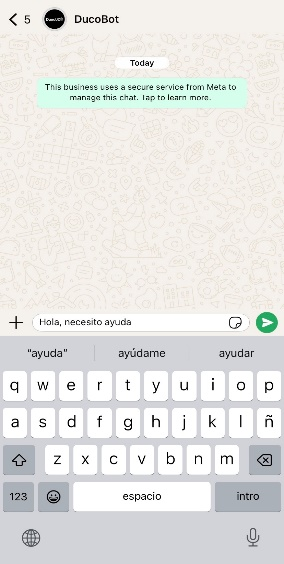 5 DucoBot
Today
This business uses a secure service from Meta to
manage this chat. Tap to learn more.
Hola, necesito ayuda
“ayuda” ayúdame ayudar
q w e r t y u i o p
a s d f g h j k l ñ
z x c v b n m
123 espacio intro